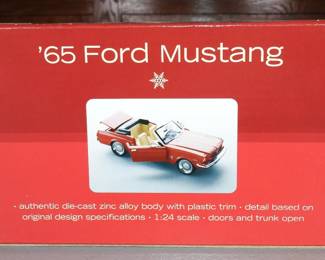 '65 Ford Mustang
· authentic die-cast zinc alloy body with plastic trim · detail based on
original design specifications · 1:24 scale · doors and trunk open